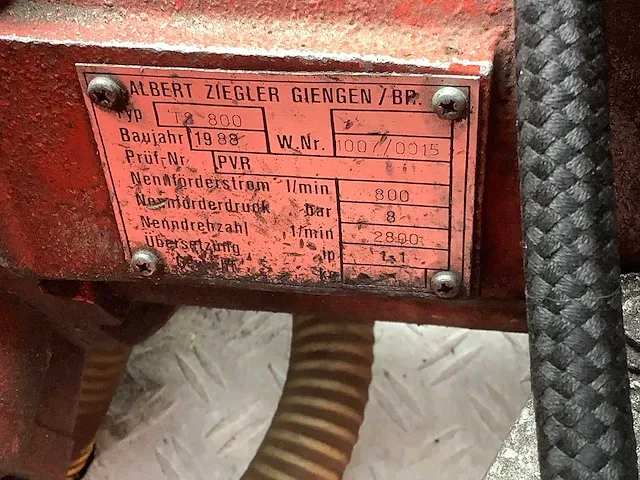 ALBERT ZIEGLER GIENGEN/BR.
Typ TS 800
Baujahr 1988 W.Nr. 1007/0015
Prüf-Nr. PVR
Nennförderstrom l/min 800
Nennförderdruck bar 8
Nenndrehzahl l/min 2800
Übersetzung ip 1:1